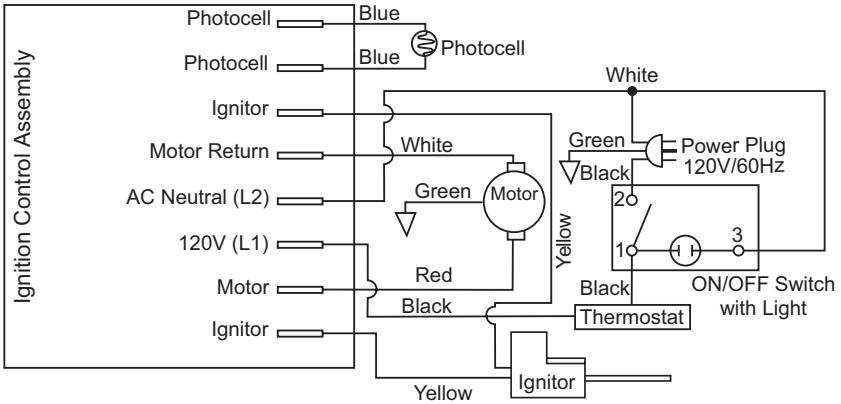 Ignition Control Assembly
Photocell
Blue
Photocell
Blue
Photocell
Ignitor
Motor Return
White
AC Neutral (L2)
Green
Motor
120V (L1)
Motor
Red
Black
Ignitor
Yellow
Yellow
Ignitor
White
Green
Power Plug
120V/60Hz
Black
2
1
3
ON/OFF Switch
with Light
Black
Thermostat